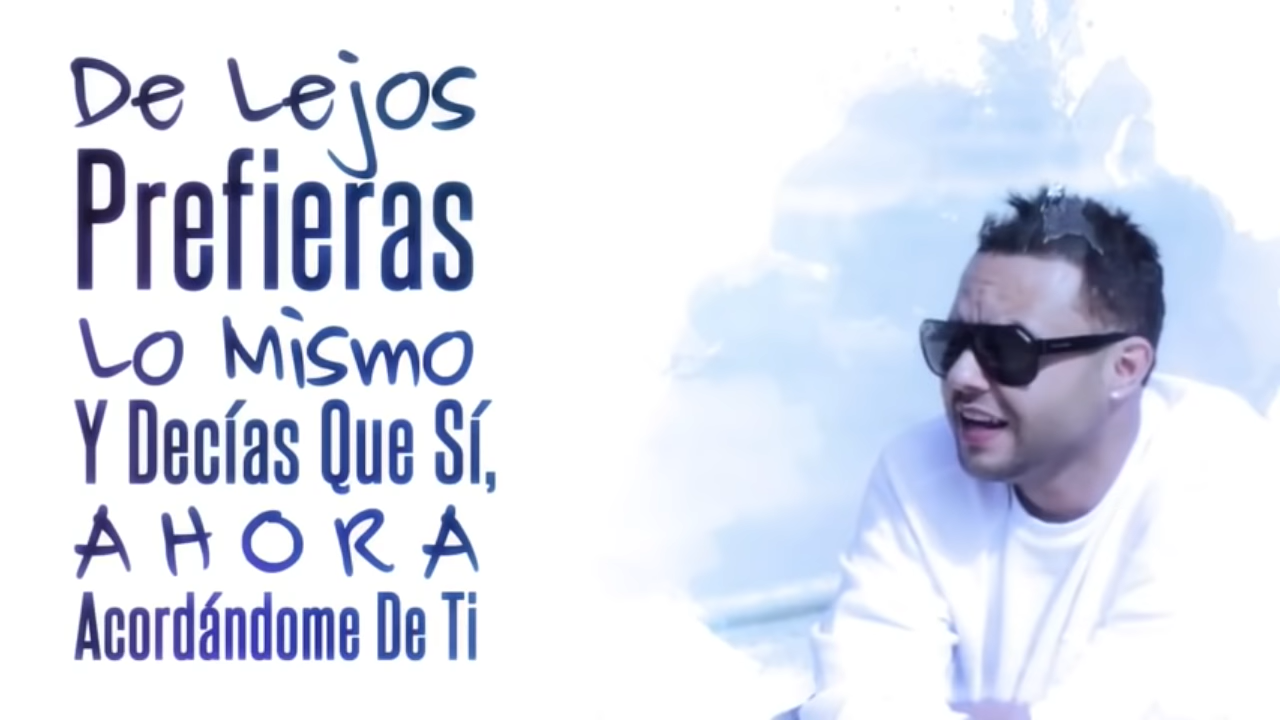 De Lejos
Prefieras
Lo Mismo
Y Decías Que Sí,
AHORA
Acordándome De Ti